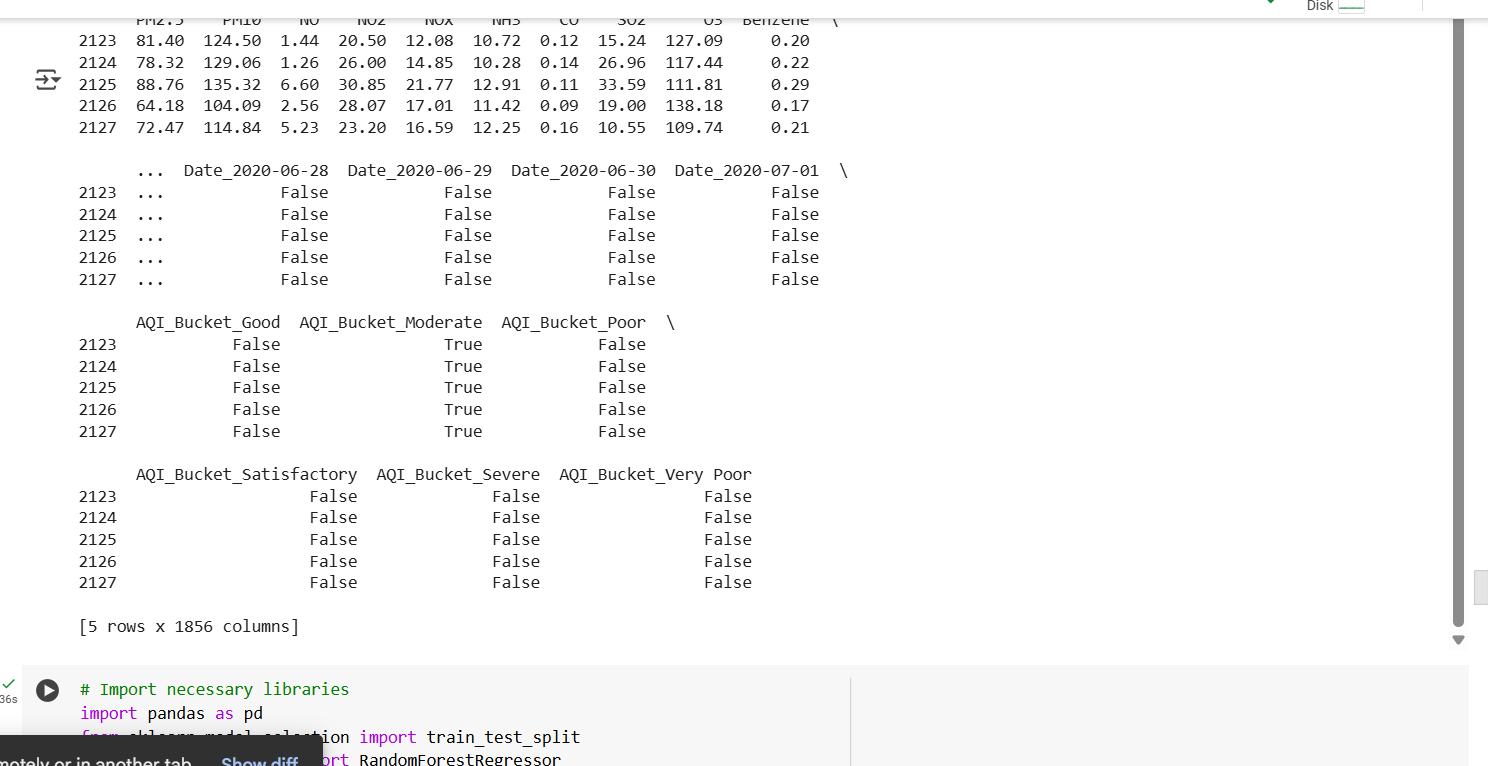 Disk
PM2.5 PM10 NO NO2 NOx NH3 CO SO2 O3 Benzene \
2123 81.40 124.50 1.44 20.50 12.08 10.72 0.12 15.24 127.09 0.20
2124 78.32 129.06 1.26 26.00 14.85 10.28 0.14 26.96 117.44 0.22
2125 88.76 135.32 6.60 30.85 21.77 12.91 0.11 33.59 111.81 0.29
2126 64.18 104.09 2.56 28.07 17.01 11.42 0.09 19.00 138.18 0.17
2127 72.47 114.84 5.23 23.20 16.59 12.25 0.16 10.55 109.74 0.21
... Date_2020-06-28 Date_2020-06-29 Date_2020-06-30 Date_2020-07-01 \
2123 ... False False False False
2124 ... False False False False
2125 ... False False False False
2126 ... False False False False
2127 ... False False False False
AQI_Bucket_Good AQI_Bucket_Moderate AQI_Bucket_Poor \
2123 False True False
2124 False True False
2125 False True False
2126 False True False
2127 False True False
AQI_Bucket_Satisfactory AQI_Bucket_Severe AQI_Bucket_Very Poor
2123 False False False
2124 False False False
2125 False False False
2126 False False False
2127 False False False
[5 rows x 1856 columns]
36s
# Import necessary libraries
import pandas as pd
import train_test_split
RandomForestRegressor
or in another tab. Show diff